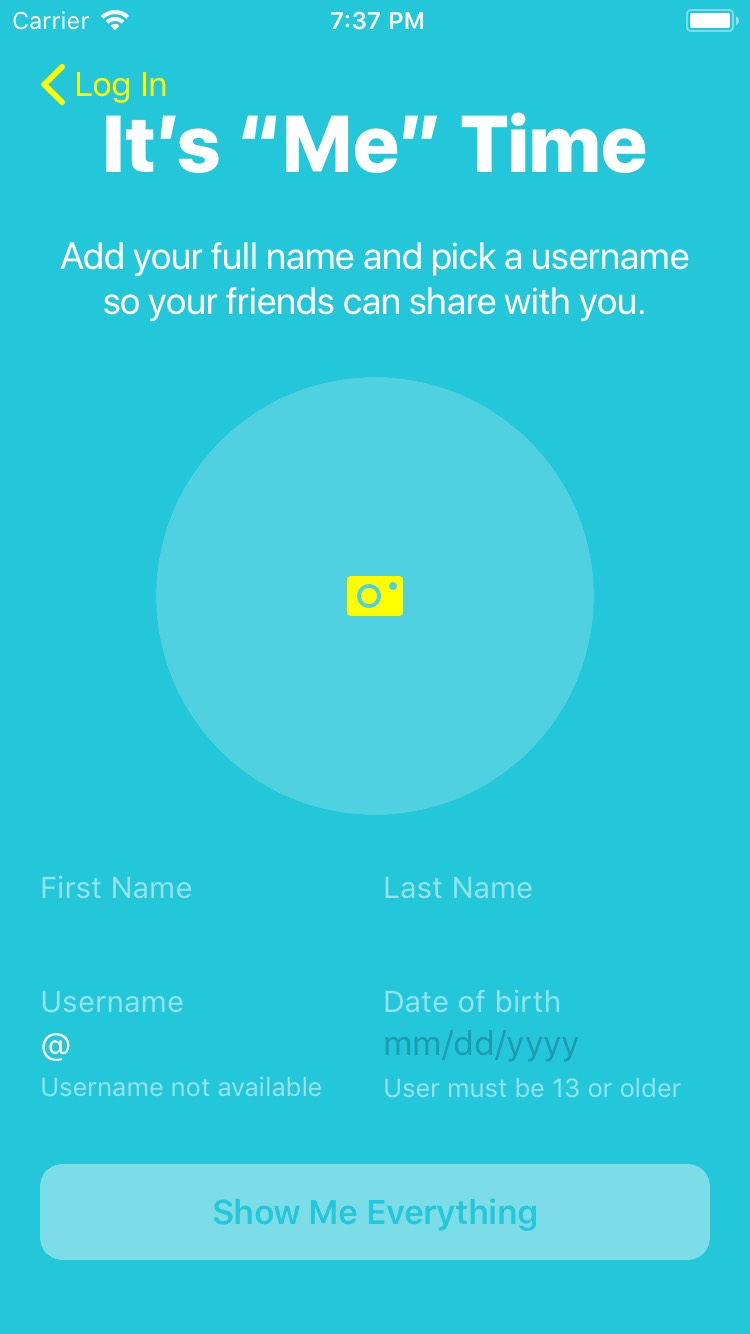 Carrier 7:37 PM
Log In
It’s “Me” Time
Add your full name and pick a username
so your friends can share with you.
First Name Last Name
Username Date of birth
@ mm/dd/yyyy
Username not available User must be 13 or older
Show Me Everything